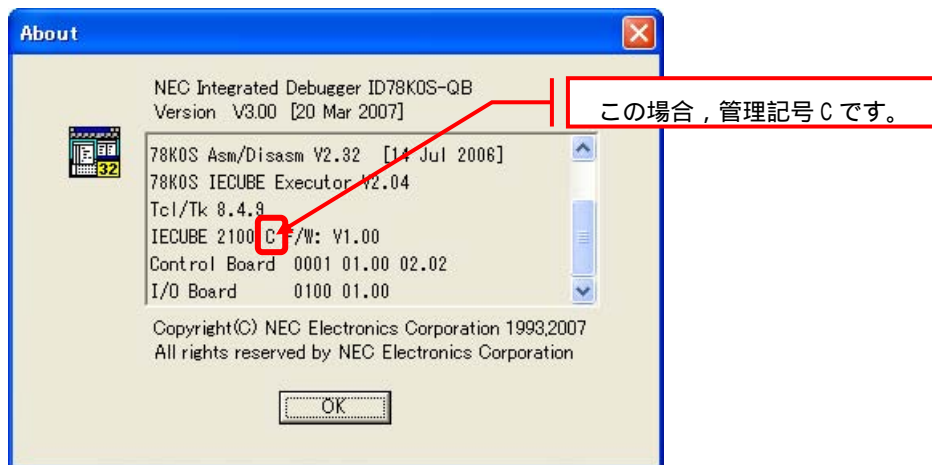 About
NEC Integrated Debugger ID78K0S-QB
Version V3.00 [20 Mar 2007]
32
78K0S Asm/Disasm V2.32 [14 Jul 2006]
78K0S IECUBE Executor V2.04
Tcl/Tk 8.4.9
IECUBE 2100 C F/W: V1.00
Control Board 0001 01.00 02.02
I/O Board 0100 01.00
Copyright(C) NEC Electronics Corporation 1993,2007
All rights reserved by NEC Electronics Corporation
OK
この場合，管理記号 C です。